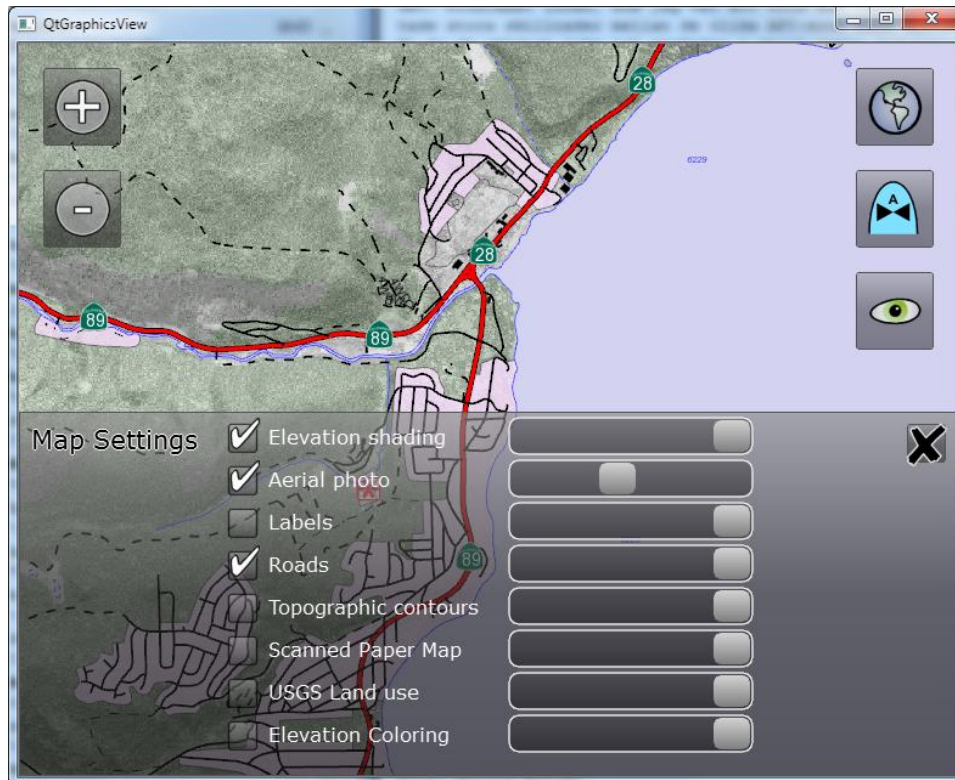 QtGraphicsView
28
6229
A
28
89
89
Map Settings
Elevation shading
Aerial photo
Labels
Roads
89
Topographic contours
Scanned Paper Map
USGS Land use
Elevation Coloring